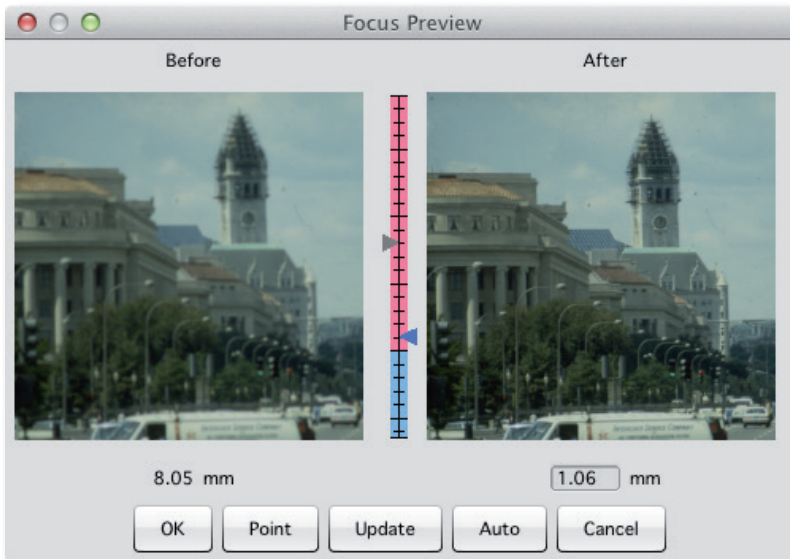 Focus Preview
Before
After
8.05 mm
1.06 mm
OK
Point
Update
Auto
Cancel